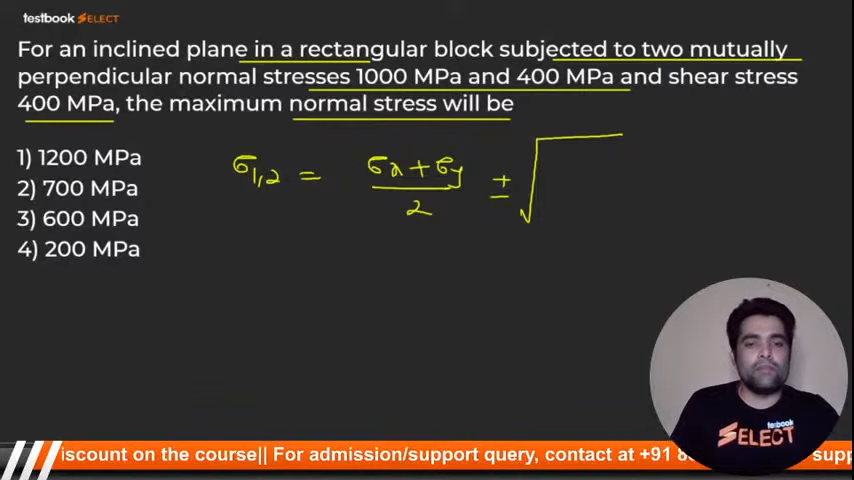 testbook SELECT
For an inclined plane in a rectangular block subjected to two mutually
perpendicular normal stresses 1000 MPa and 400 MPa and shear stress
400 MPa, the maximum normal stress will be
1) 1200 MPa
2) 700 MPa
3) 600 MPa
4) 200 MPa
σ1,2 = (σx + σy)/2 ± √
testbook
SELECT
iscount on the course|| For admission/support query, contact at +91 8